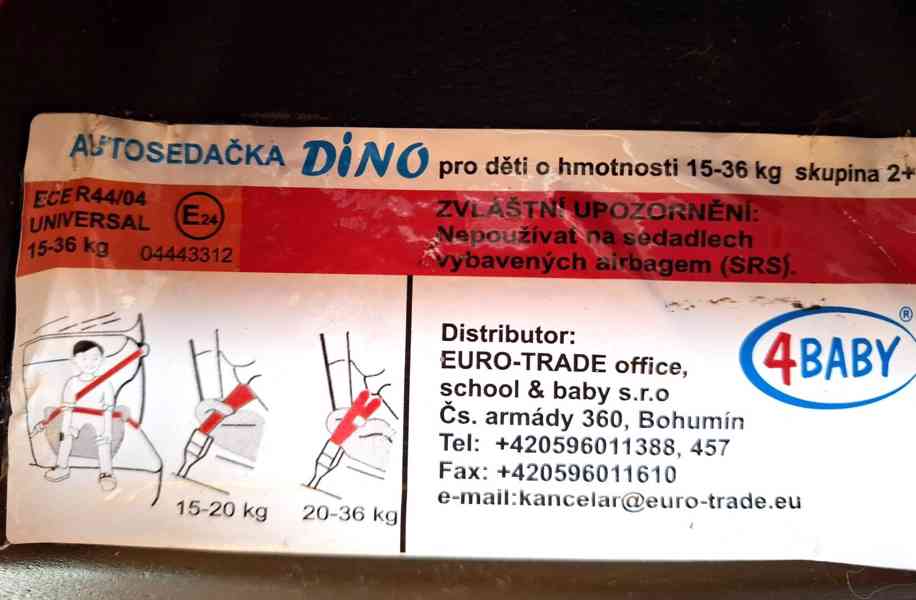 AUTOSEDAČKA DiNO pro děti o hmotnosti 15-36 kg skupina 2+
ECE R44/04
UNIVERSAL
15-36 kg 04443312
E24
ZVLÁŠTNÍ UPOZORNĚNÍ:
Nepoužívat na sedadlech
vybavených airbagem (SRS).
15-20 kg
20-36 kg
Distributor:
EURO-TRADE office,
school & baby s.r.o
Čs. armády 360, Bohumín
Tel: +420596011388, 457
Fax: +420596011610
e-mail:kancelar@euro-trade.eu
4BABY®